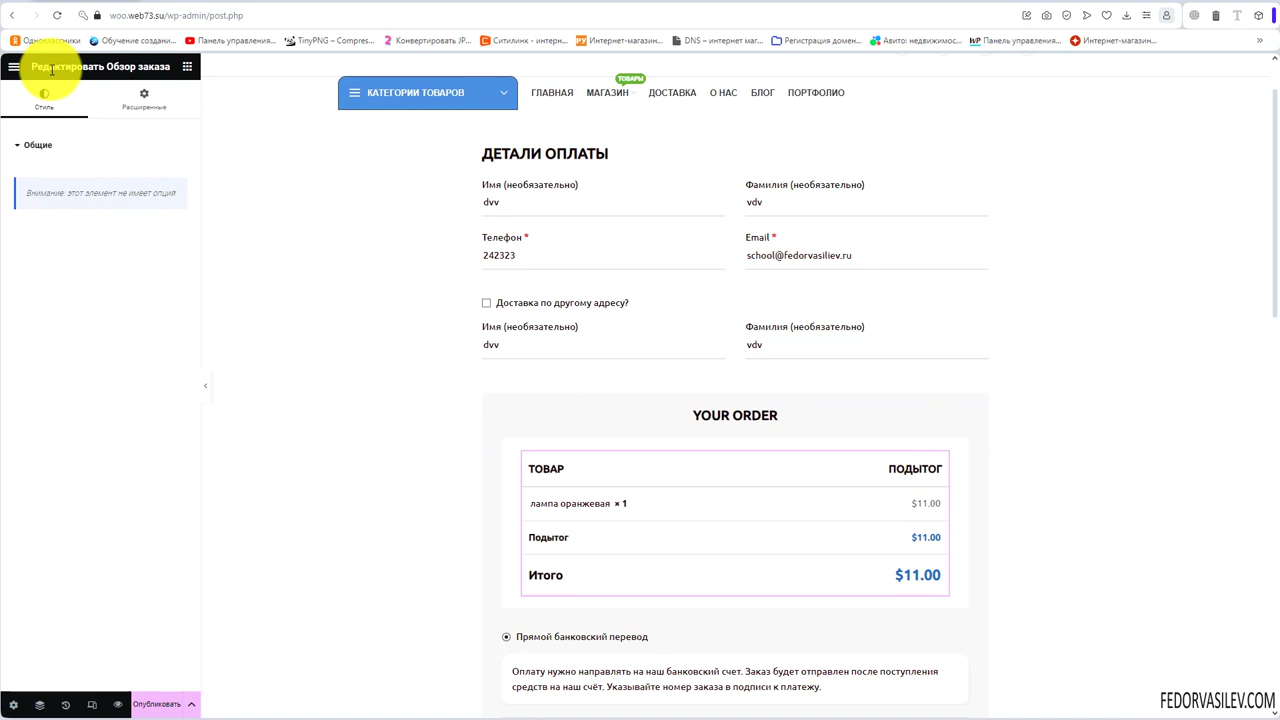 woo.web73.su/wp-admin/post.php
Одноклассники Обучение создани... Панель управления... TinyPNG – Compres... Конвертировать JP... Ситилинк - интерн... Интернет-магазин... DNS – интернет маг... Регистрация домен... Авито: недвижимос... Панель управления... Интернет-магазин...
Редактировать Обзор заказа
Стиль
Расширенные
Общие
Внимание: этот элемент не имеет опций
Опубликовать
ТОВАРЫ
КАТЕГОРИИ ТОВАРОВ ГЛАВНАЯ МАГАЗИН ДОСТАВКА О НАС БЛОГ ПОРТФОЛИО
ДЕТАЛИ ОПЛАТЫ
Имя (необязательно) Фамилия (необязательно)
dvv vdv
Телефон * Email *
242323 school@fedorvasiliev.ru
Доставка по другому адресу?
Имя (необязательно) Фамилия (необязательно)
dvv vdv
YOUR ORDER
ТОВАР ПОДЫТОГ
лампа оранжевая × 1 $11.00
Подытог $11.00
Итого $11.00
Прямой банковский перевод
Оплату нужно направлять на наш банковский счет. Заказ будет отправлен после поступления
средств на наш счёт. Указывайте номер заказа в подписи к платежу.
FEDORVASILEV.COM